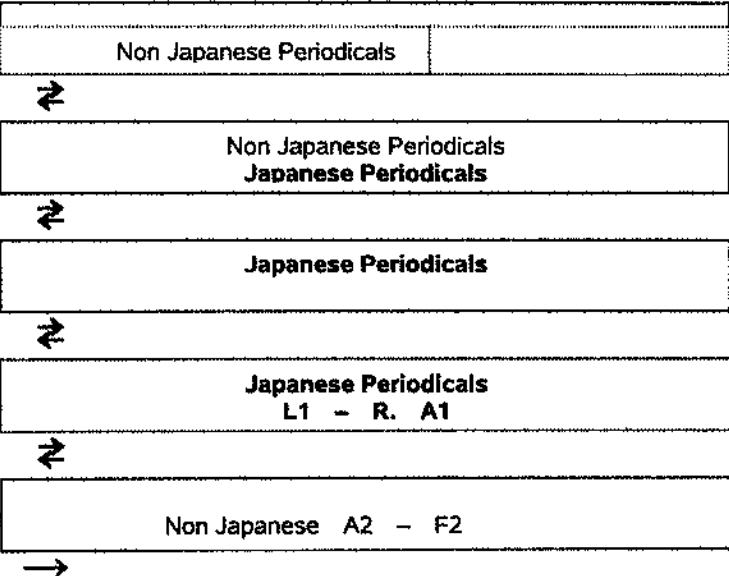 Non Japanese Periodicals
Non Japanese Periodicals
Japanese Periodicals
Japanese Periodicals
Japanese Periodicals
L1 – R. A1
Non Japanese A2 – F2